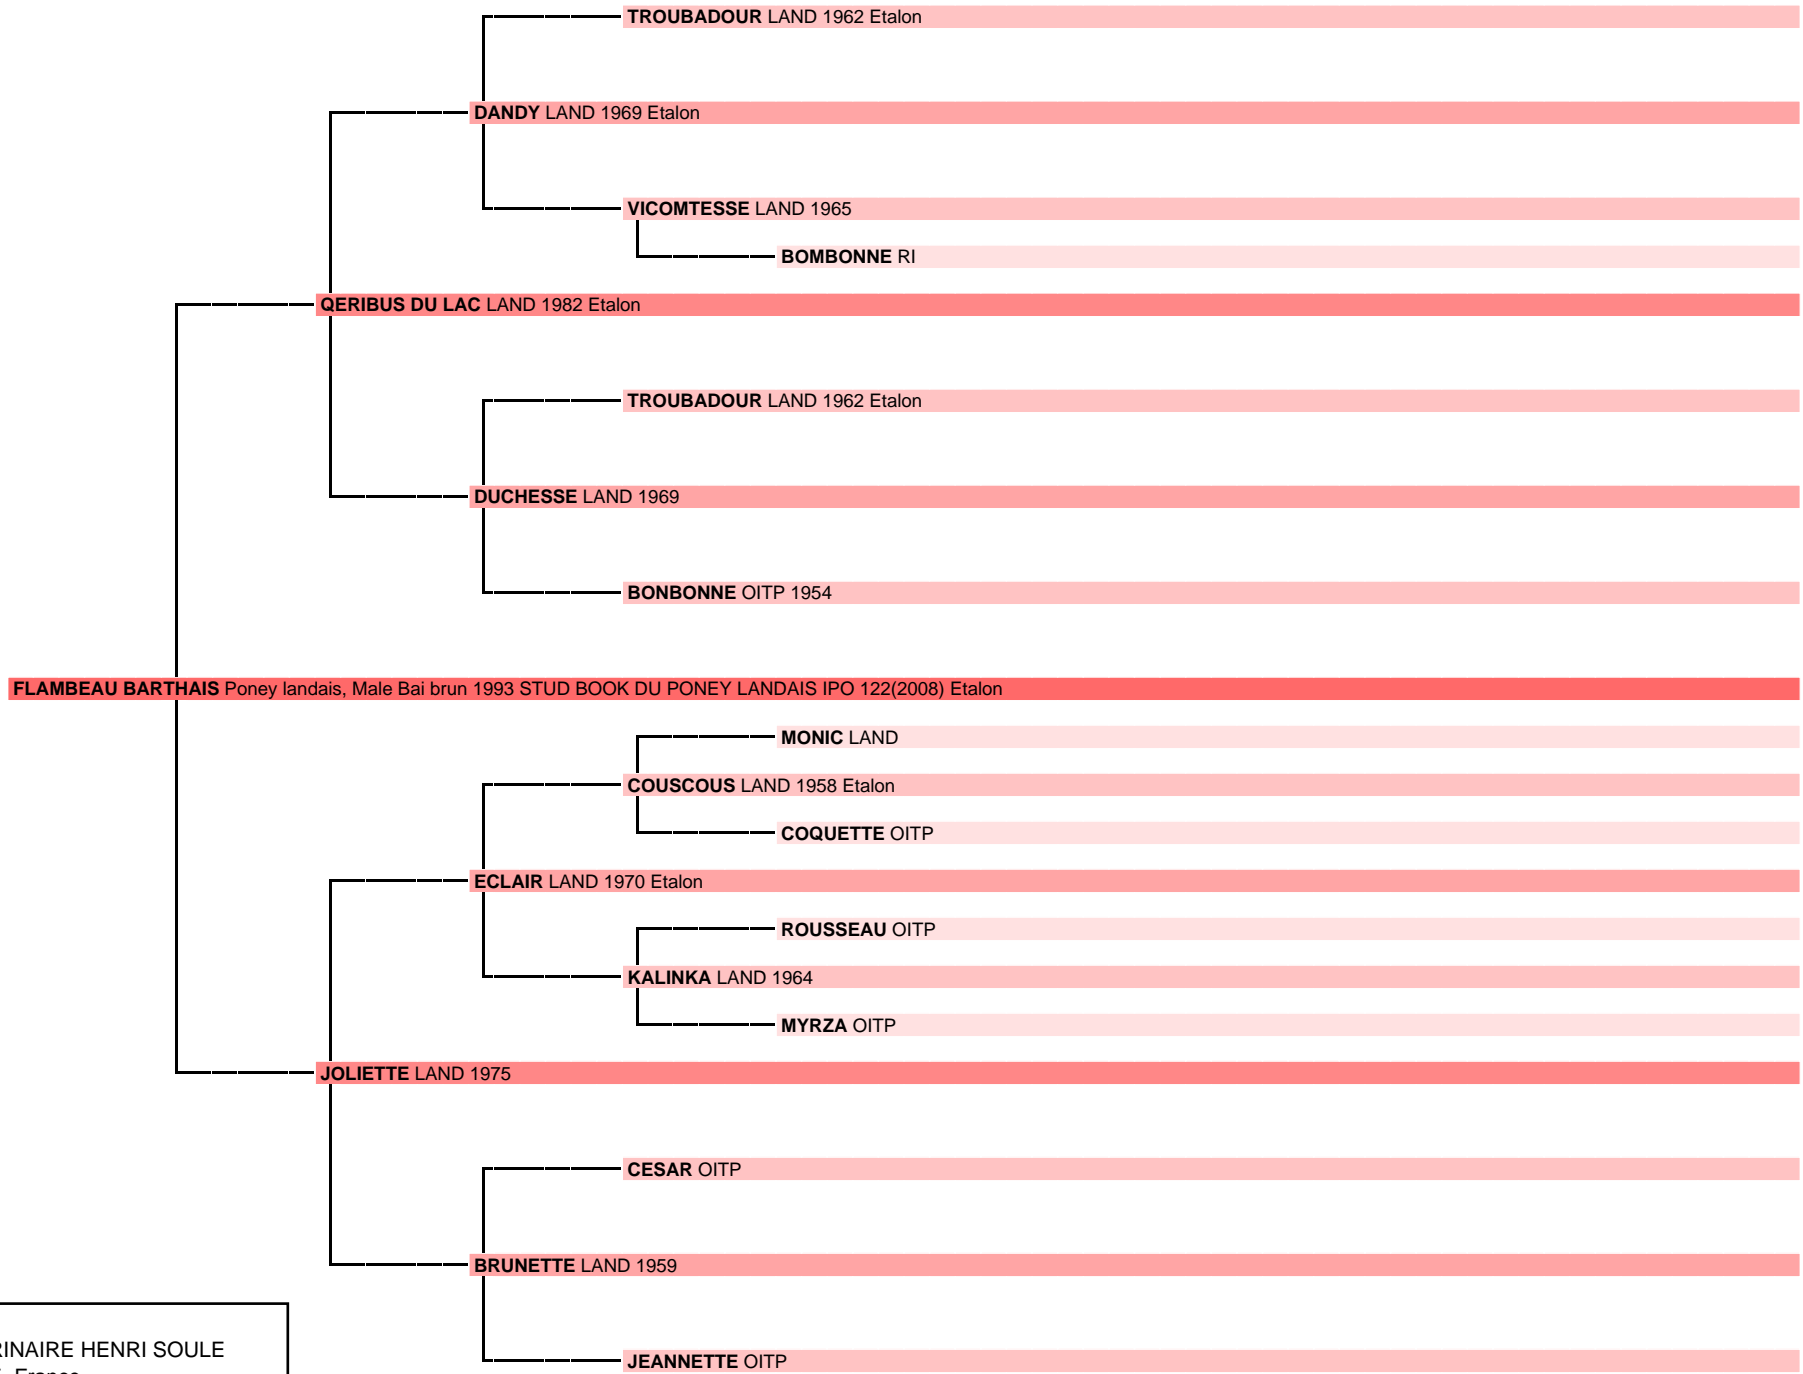 TROUBADOUR LAND 1962 Etalon
DANDY LAND 1969 Etalon
VICOMTESSE LAND 1965
BOMBONNE RI
QERIBUS DU LAC LAND 1982 Etalon
TROUBADOUR LAND 1962 Etalon
DUCHESSE LAND 1969
BONBONNE OITP 1954
FLAMBEAU BARTHAIS Poney landais, Male Bai brun 1993 STUD BOOK DU PONEY LANDAIS IPO 122(2008) Etalon
MONIC LAND
COUSCOUS LAND 1958 Etalon
COQUETTE OITP
ECLAIR LAND 1970 Etalon
ROUSSEAU OITP
KALINKA LAND 1964
MYRZA OITP
JOLIETTE LAND 1975
CESAR OITP
BRUNETTE LAND 1959
RINAIRE HENRI SOULE
JEANNETTE OITP
France